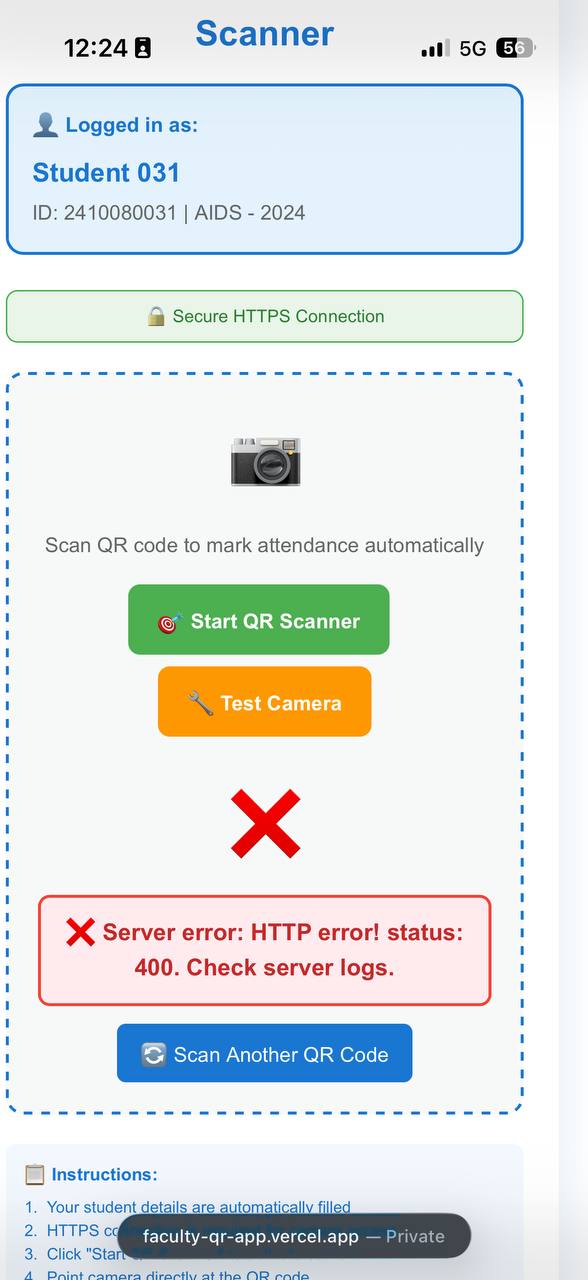 Scanner
12:24
5G 56
Logged in as:
Student 031
ID: 2410080031 | AIDS - 2024
Secure HTTPS Connection
Scan QR code to mark attendance automatically
Start QR Scanner
Test Camera
Server error: HTTP error! status:
400. Check server logs.
Scan Another QR Code
Instructions:
1. Your student details are automatically filled
2. HTTPS
3. Click "Start
4. Point camera directly at the QR code
faculty-qr-app.vercel.app — Private